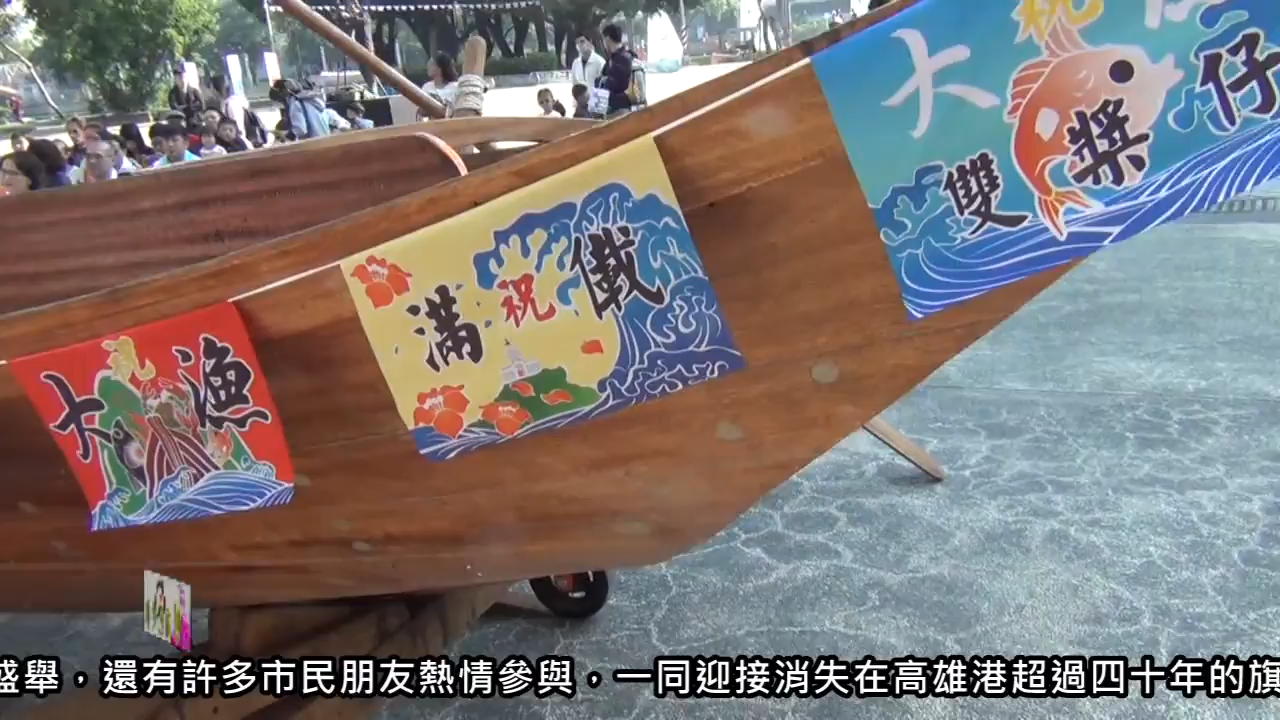 大祝漁
滿祝儎
大祝
雙獎仔
盛舉，還有許多市民朋友熱情參與，一同迎接消失在高雄港超過四十年的旗